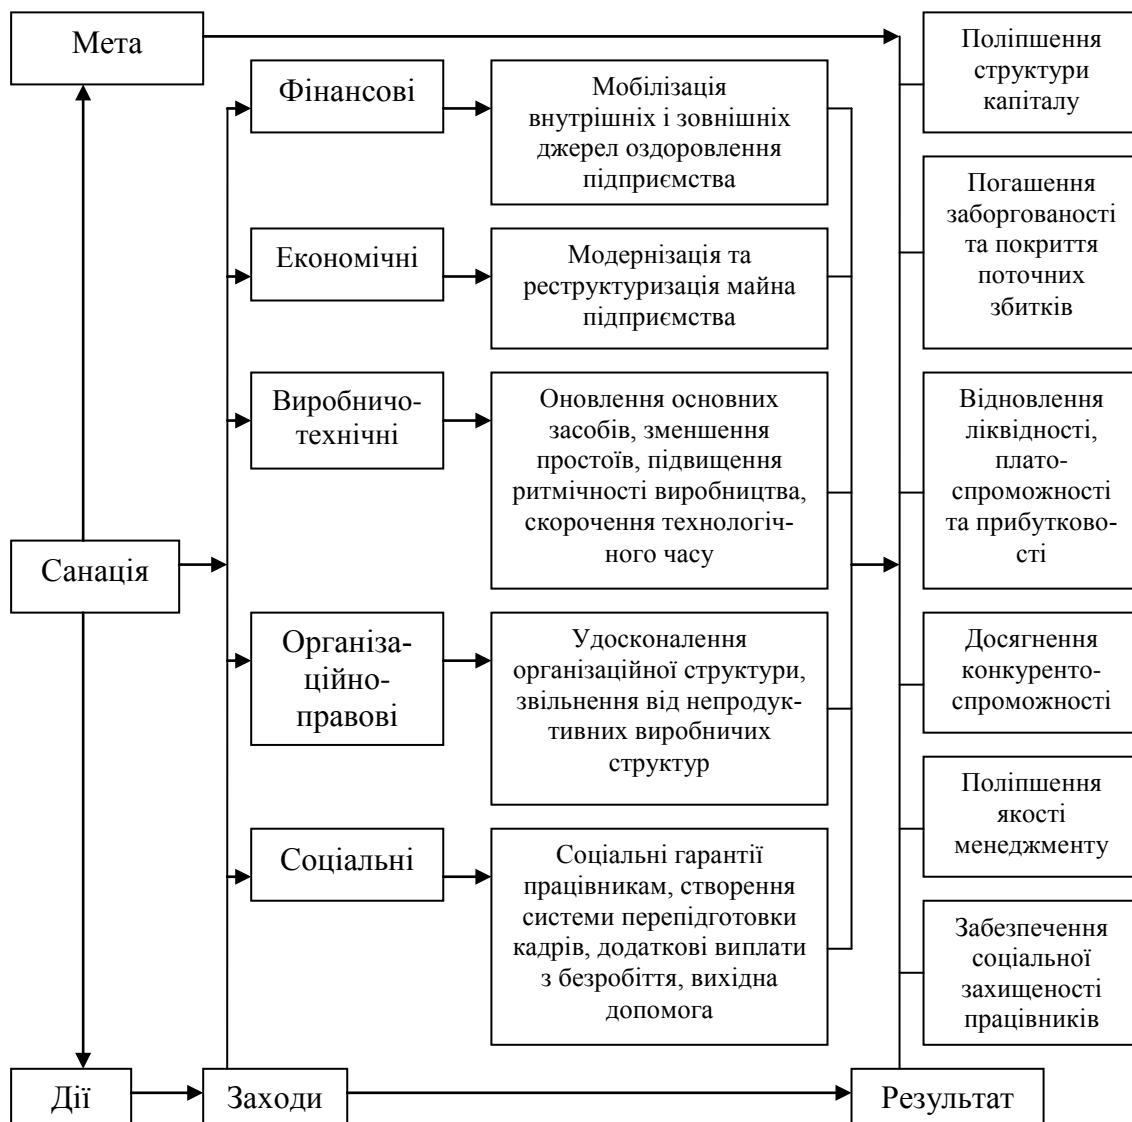 Мета
Фінансові
Мобілізація
внутрішніх і зовнішніх
джерел оздоровлення
підприємства
Поліпшення
структури
капіталу
Економічні
Модернізація та
реструктуризація майна
підприємства
Погашення
заборгованості
та покриття
поточних
збитків
Виробничо-
технічні
Оновлення основних
засобів, зменшення
простоїв, підвищення
ритмічності виробництва,
скорочення технологіч-
ного часу
Відновлення
ліквідності,
плато-
спроможності
та прибутково-
сті
Санація
Організа-
ційно-
правові
Удосконалення
організаційної структури,
звільнення від непродук-
тивних виробничих
структур
Досягнення
конкуренто-
спроможності
Поліпшення
якості
менеджменту
Соціальні
Соціальні гарантії
працівникам, створення
системи перепідготовки
кадрів, додаткові виплати
з безробіття, вихідна
допомога
Забезпечення
соціальної
захищеності
працівників
Дії
Заходи
Результат